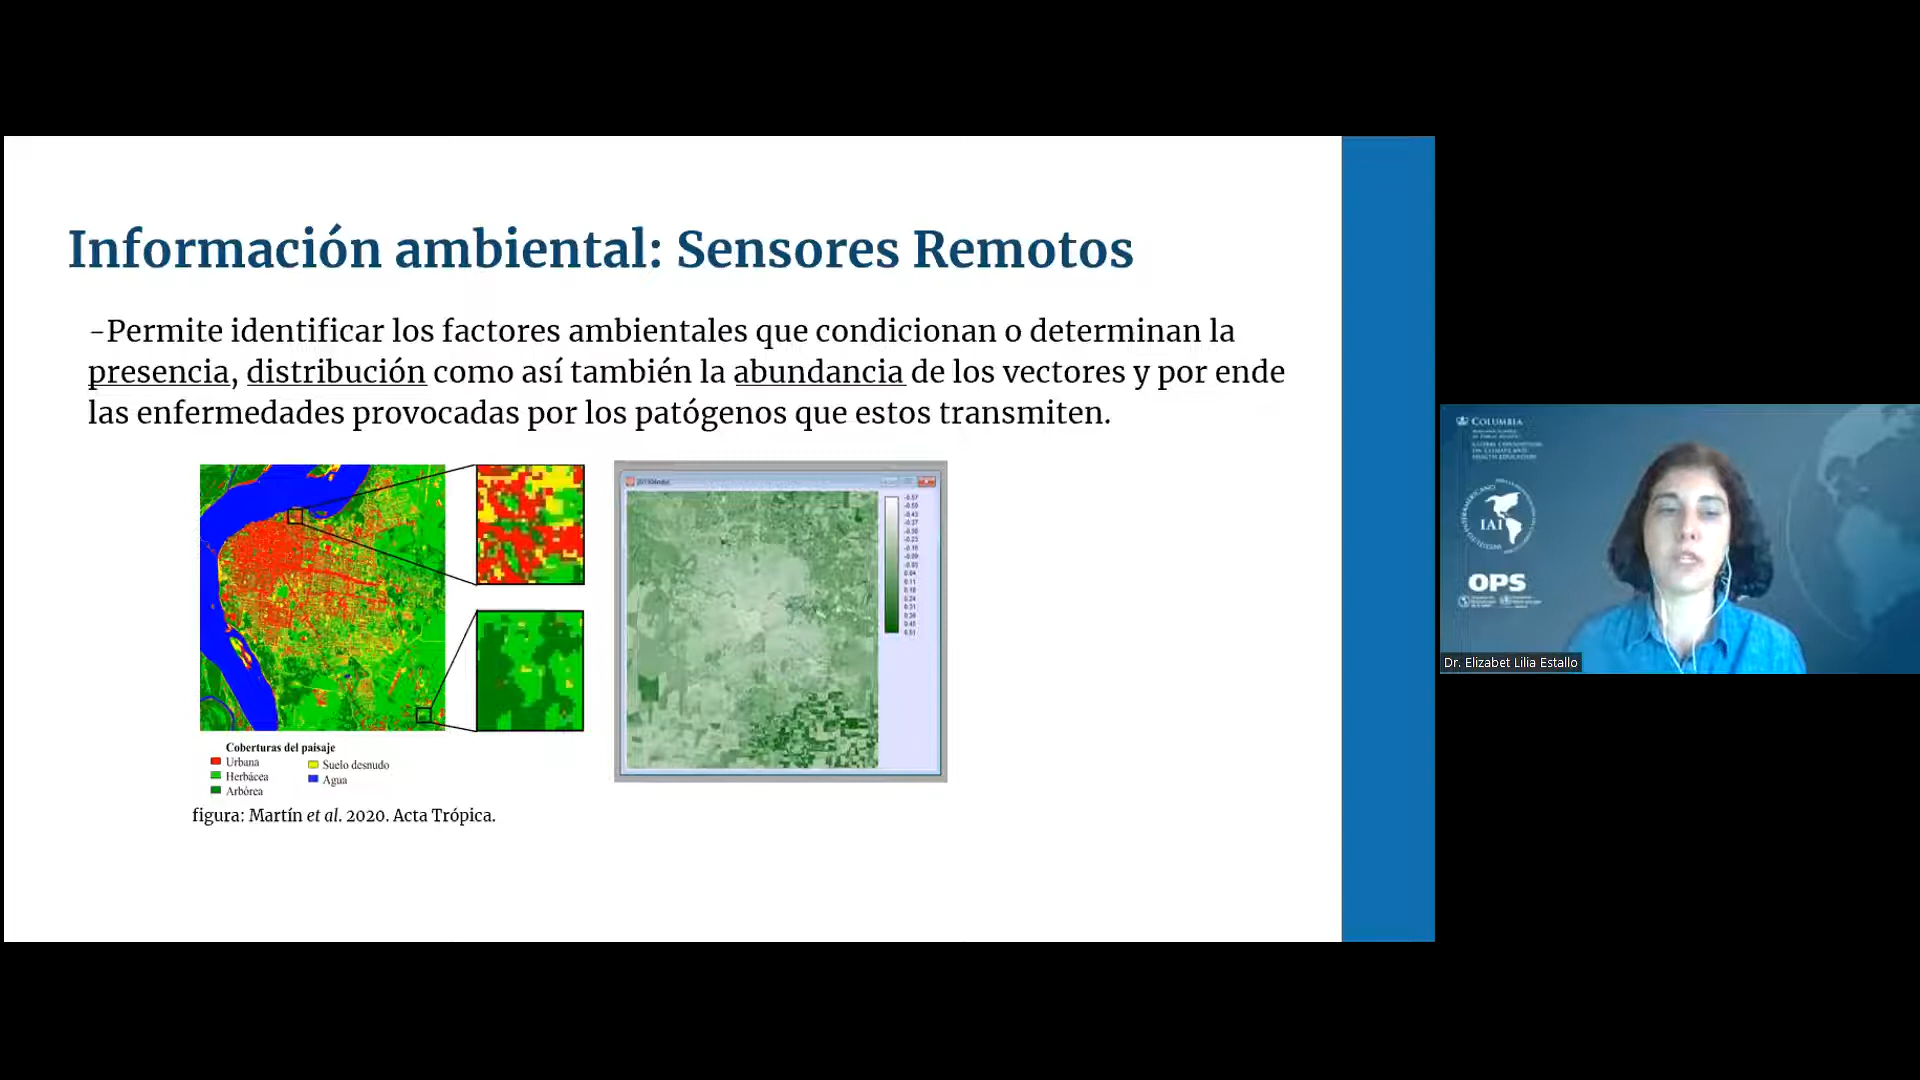 Información ambiental: Sensores Remotos
-Permite identificar los factores ambientales que condicionan o determinan la
presencia, distribución como así también la abundancia de los vectores y por ende
las enfermedades provocadas por los patógenos que estos transmiten.
Coberturas del paisaje
Urbana
Herbácea
Arbórea
Suelo desnudo
Agua
figura: Martín et al. 2020. Acta Trópica.
COLUMBIA
INTERAMERICANO
IAI
OPS
Dr. Elizabet Lilia Estallo